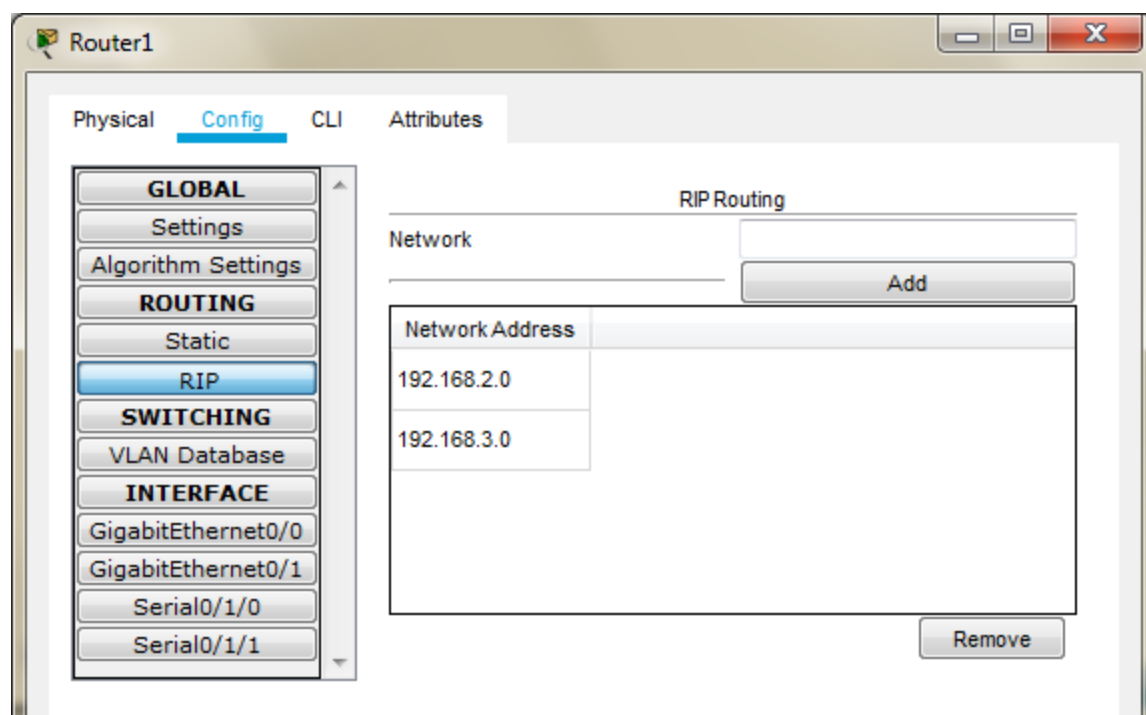 Router1
Physical Config CLI Attributes
GLOBAL
Settings
Algorithm Settings
ROUTING
Static
RIP
SWITCHING
VLAN Database
INTERFACE
GigabitEthernet0/0
GigabitEthernet0/1
Serial0/1/0
Serial0/1/1
RIP Routing
Network
Add
Network Address
192.168.2.0
192.168.3.0
Remove